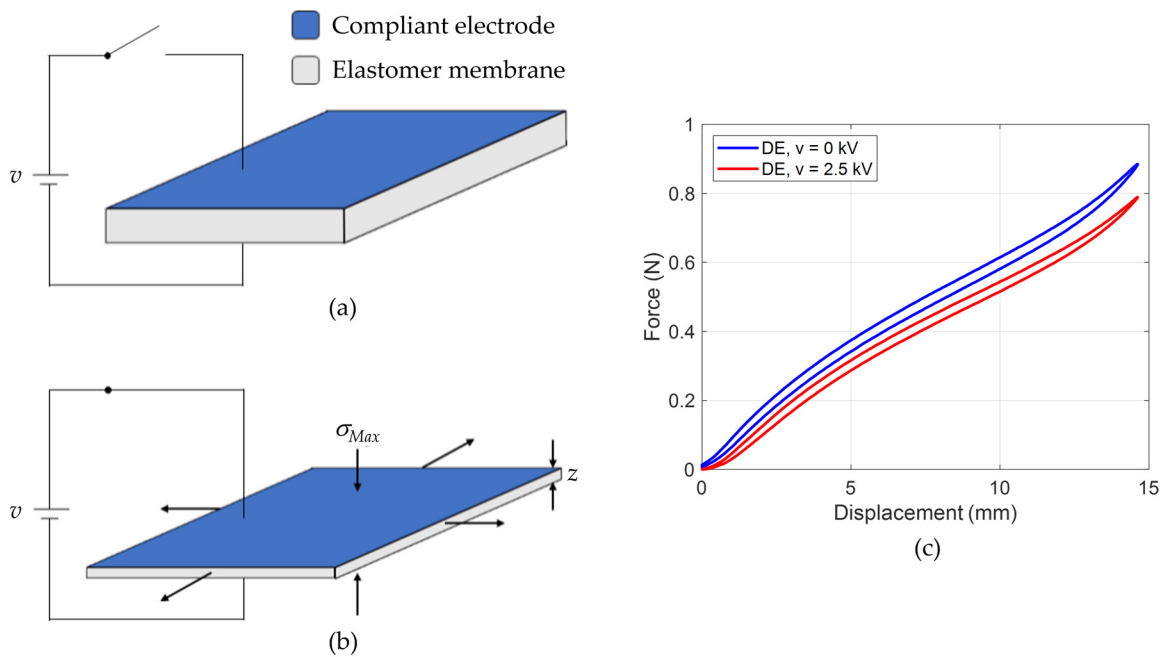 Compliant electrode
Elastomer membrane
v
(a)
σMax
z
v
(b)
DE, v = 0 kV
DE, v = 2.5 kV
1
0.8
0.6
0.4
0.2
0
0
5
10
15
Force (N)
Displacement (mm)
(c)